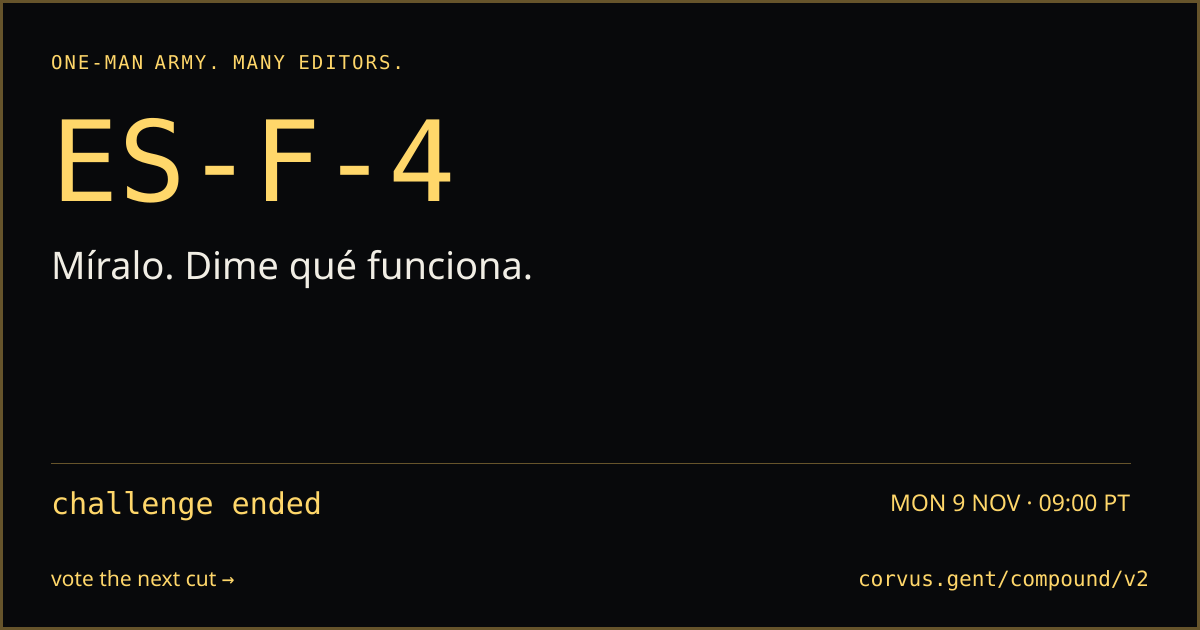 ONE-MAN ARMY. MANY EDITORS.
ES-F-4
Míralo. Dime qué funciona.
challenge ended
MON 9 NOV · 09:00 PT
vote the next cut →
corvus.gent/compound/v2